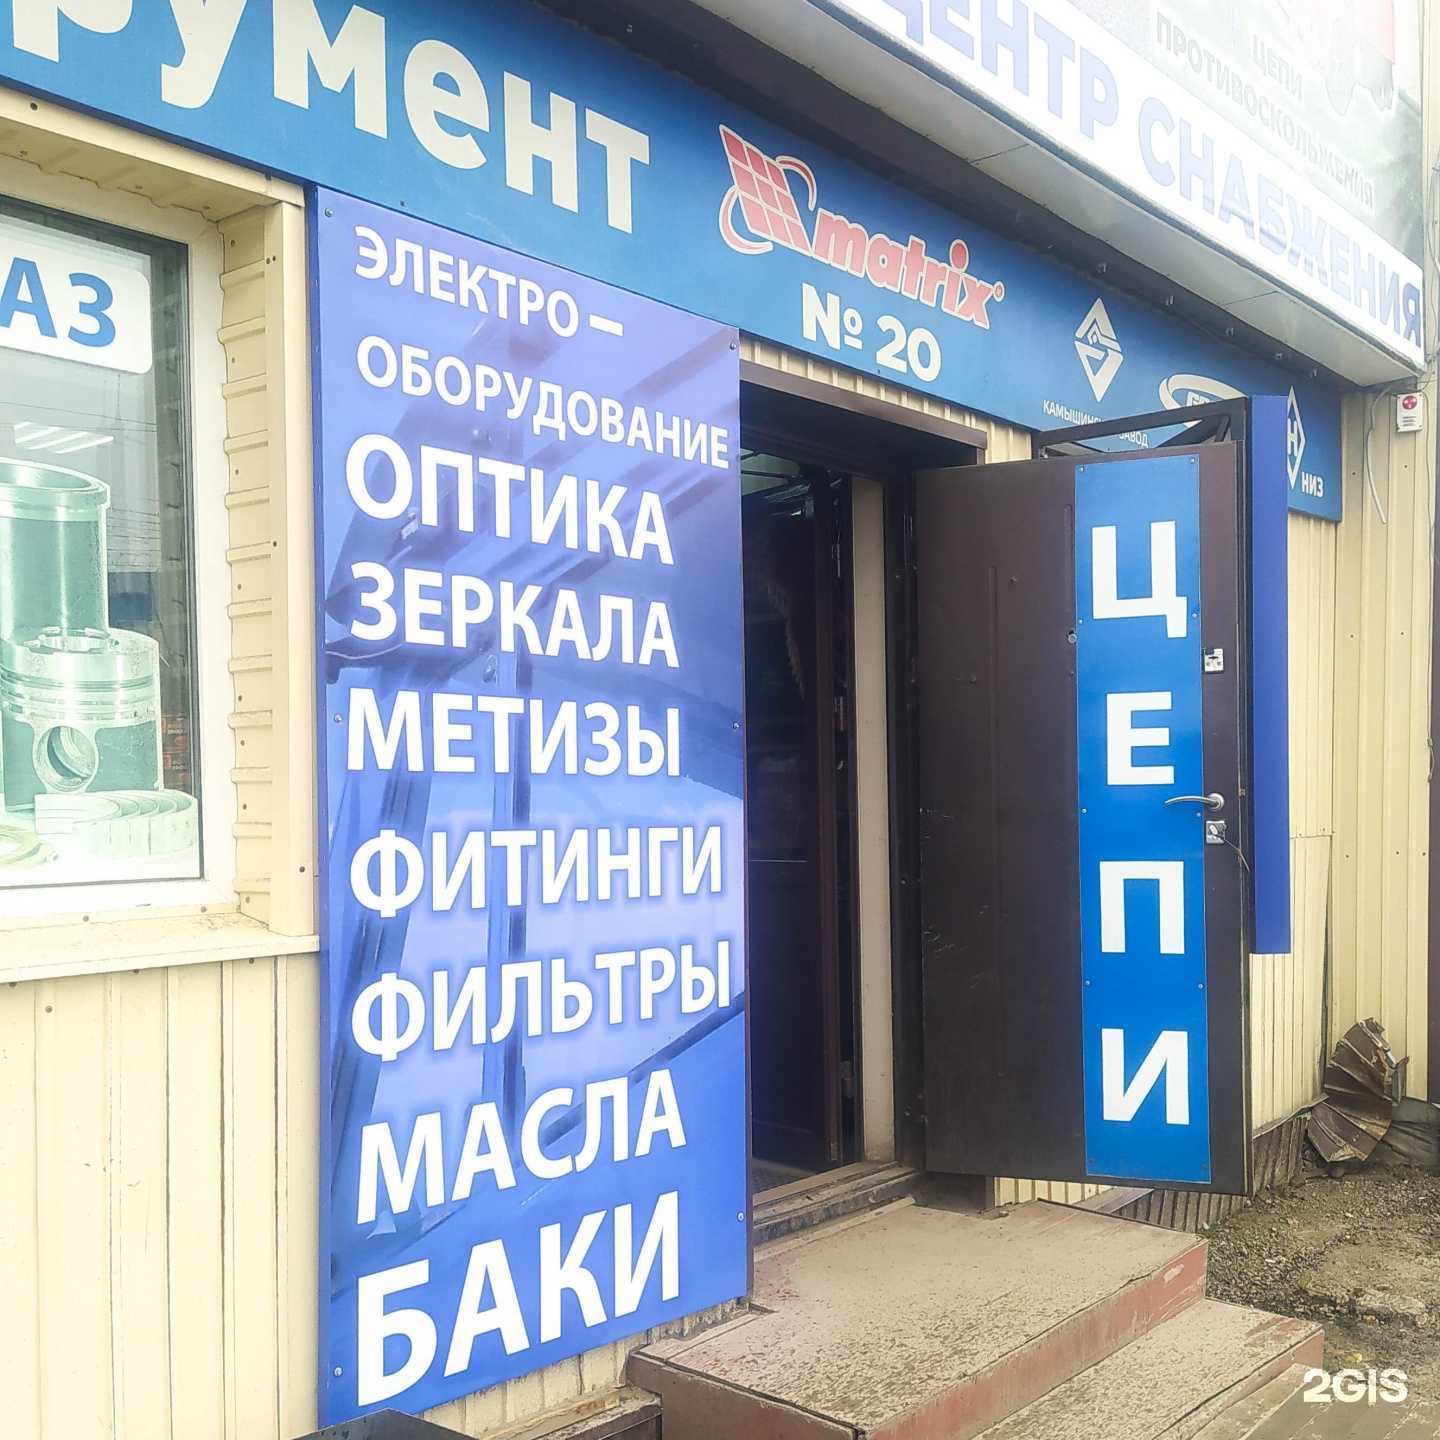 ЦЕПИ
ПРОТИВОСКОЛЬЖЕНИЯ
ЦЕНТР СНАБЖЕНИЯ
румент
matrix
№ 20
НИЗ
АЗ
ЭЛЕКТРО –
ОБОРУДОВАНИЕ
ОПТИКА
ЗЕРКАЛА
МЕТИЗЫ
ФИТИНГИ
ФИЛЬТРЫ
МАСЛА
БАКИ
ЦЕПИ
2GIS